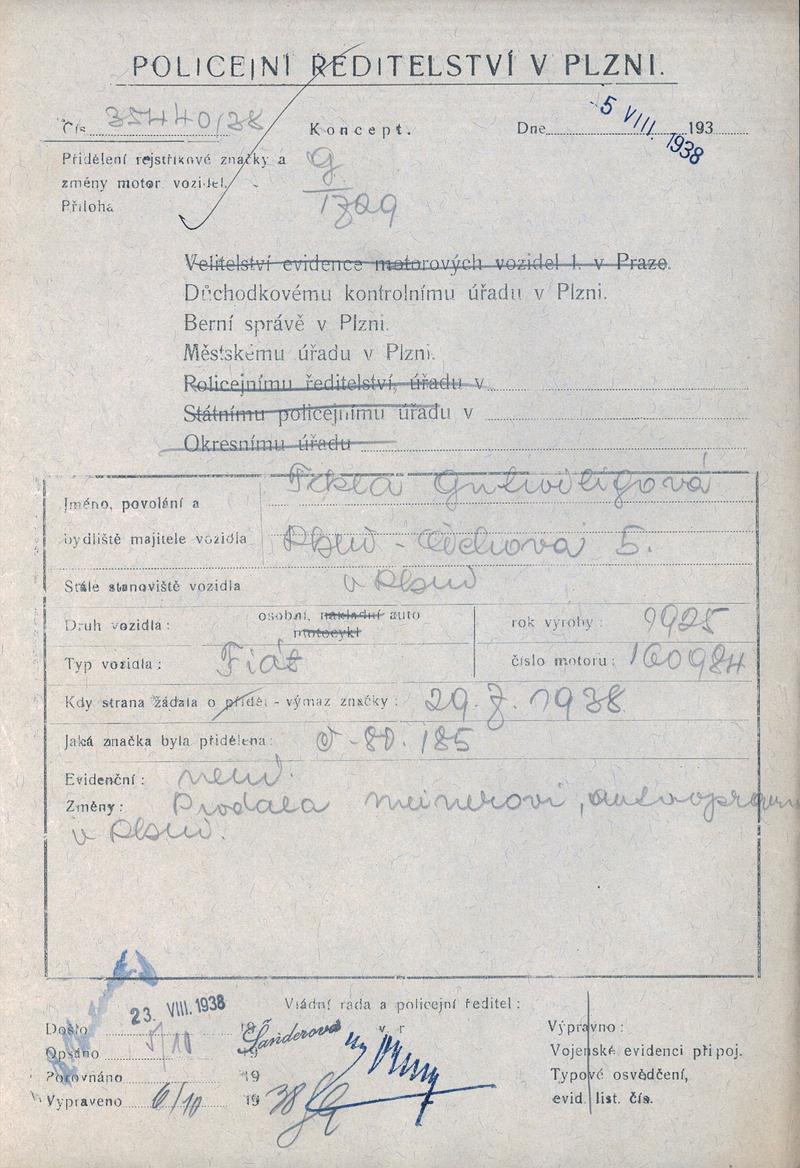 POLICEJNÍ ŘEDITELSTVÍ V PLZNI.
Čís. 35440/38 Koncept. Dne 193
5 VIII. 1938
Přidělení rejstříkové značky a
změny motor vozidel.
Příloha
Velitelství evidence motorových vozidel I. v Praze.
Důchodkovému kontrolnímu úřadu v Plzni.
Berní správě v Plzni.
Městskému úřadu v Plzni.
Policejnímu ředitelství, úřadu v
Státnímu policejnímu úřadu v
Okresnímu úřadu
Tekla Gutwilligová
Jméno, povolání a
bydliště majitele vozidla Plzeň - 5.
Stálé stanoviště vozidla v Plzni
Druh vozidla: osobní, nákladní auto rok výroby: 1925
motocykl
Typ vozidla: Fiat číslo motoru: 160984
Kdy strana žádala o příděl - výmaz značky: 29.7.1938
Jaká značka byla přidělena: 80.185
Evidenční: není.
Změny: Prodala
v Plzni.
23. VIII. 1938 Vládní rada a policejní ředitel:
Došlo 19 v r Výpravno:
Opsáno 5/10 19 Šanderová Vojenské evidenci připoj.
Porovnáno 19 Typové osvědčení,
Vypraveno 6/10 19 38 evid. list. čís.